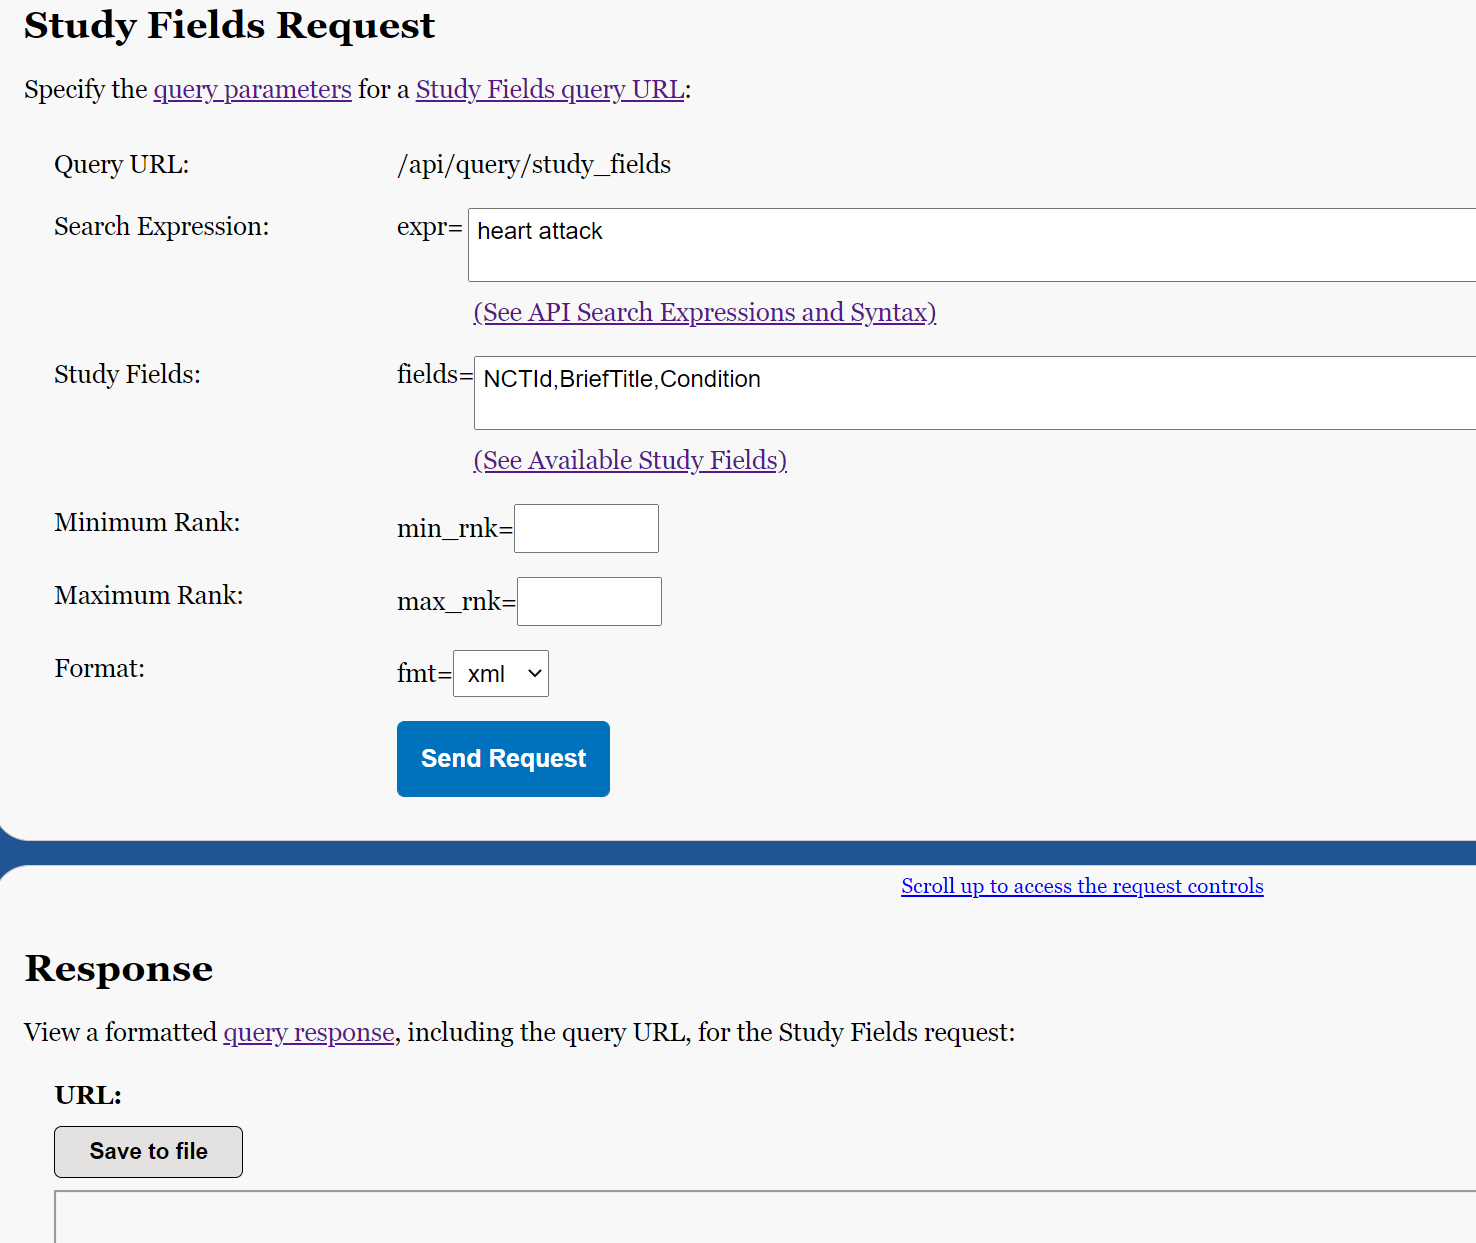 Study Fields Request
Specify the query parameters for a Study Fields query URL:
Query URL: /api/query/study_fields
Search Expression: expr= heart attack
(See API Search Expressions and Syntax)
Study Fields: fields= NCTId,BriefTitle,Condition
(See Available Study Fields)
Minimum Rank: min_rnk=
Maximum Rank: max_rnk=
Format: fmt= xml
Send Request
Scroll up to access the request controls
Response
View a formatted query response, including the query URL, for the Study Fields request:
URL:
Save to file